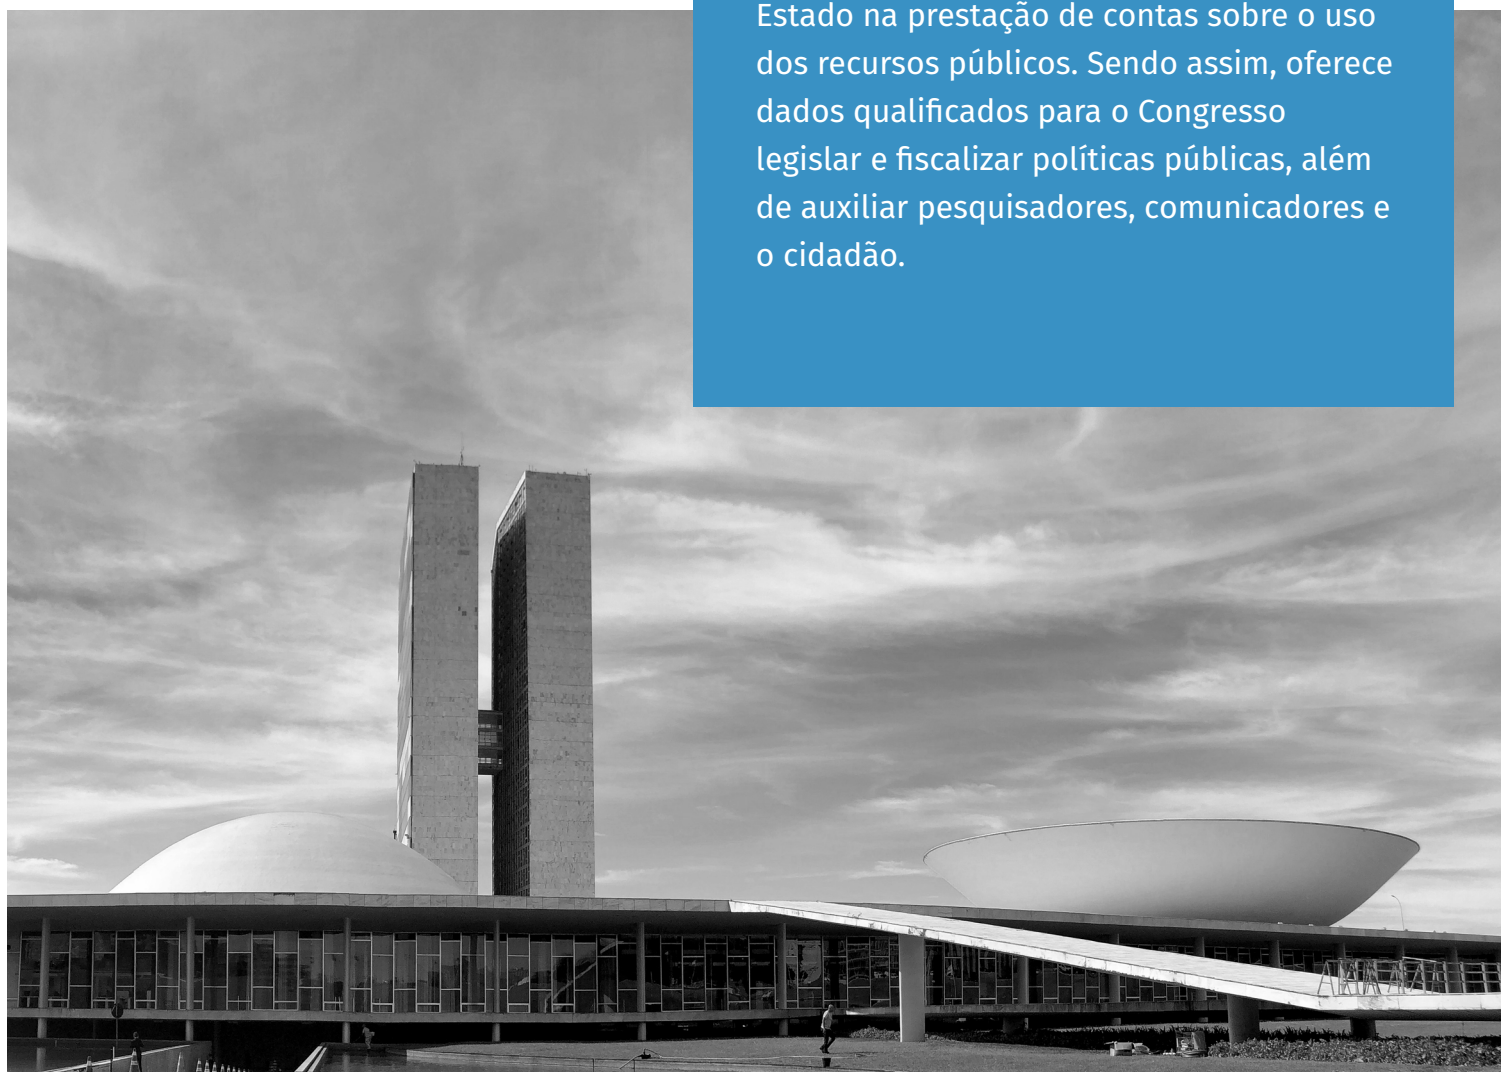 Estado na prestação de contas sobre o uso
dos recursos públicos. Sendo assim, oferece
dados qualificados para o Congresso
legislar e fiscalizar políticas públicas, além
de auxiliar pesquisadores, comunicadores e
o cidadão.